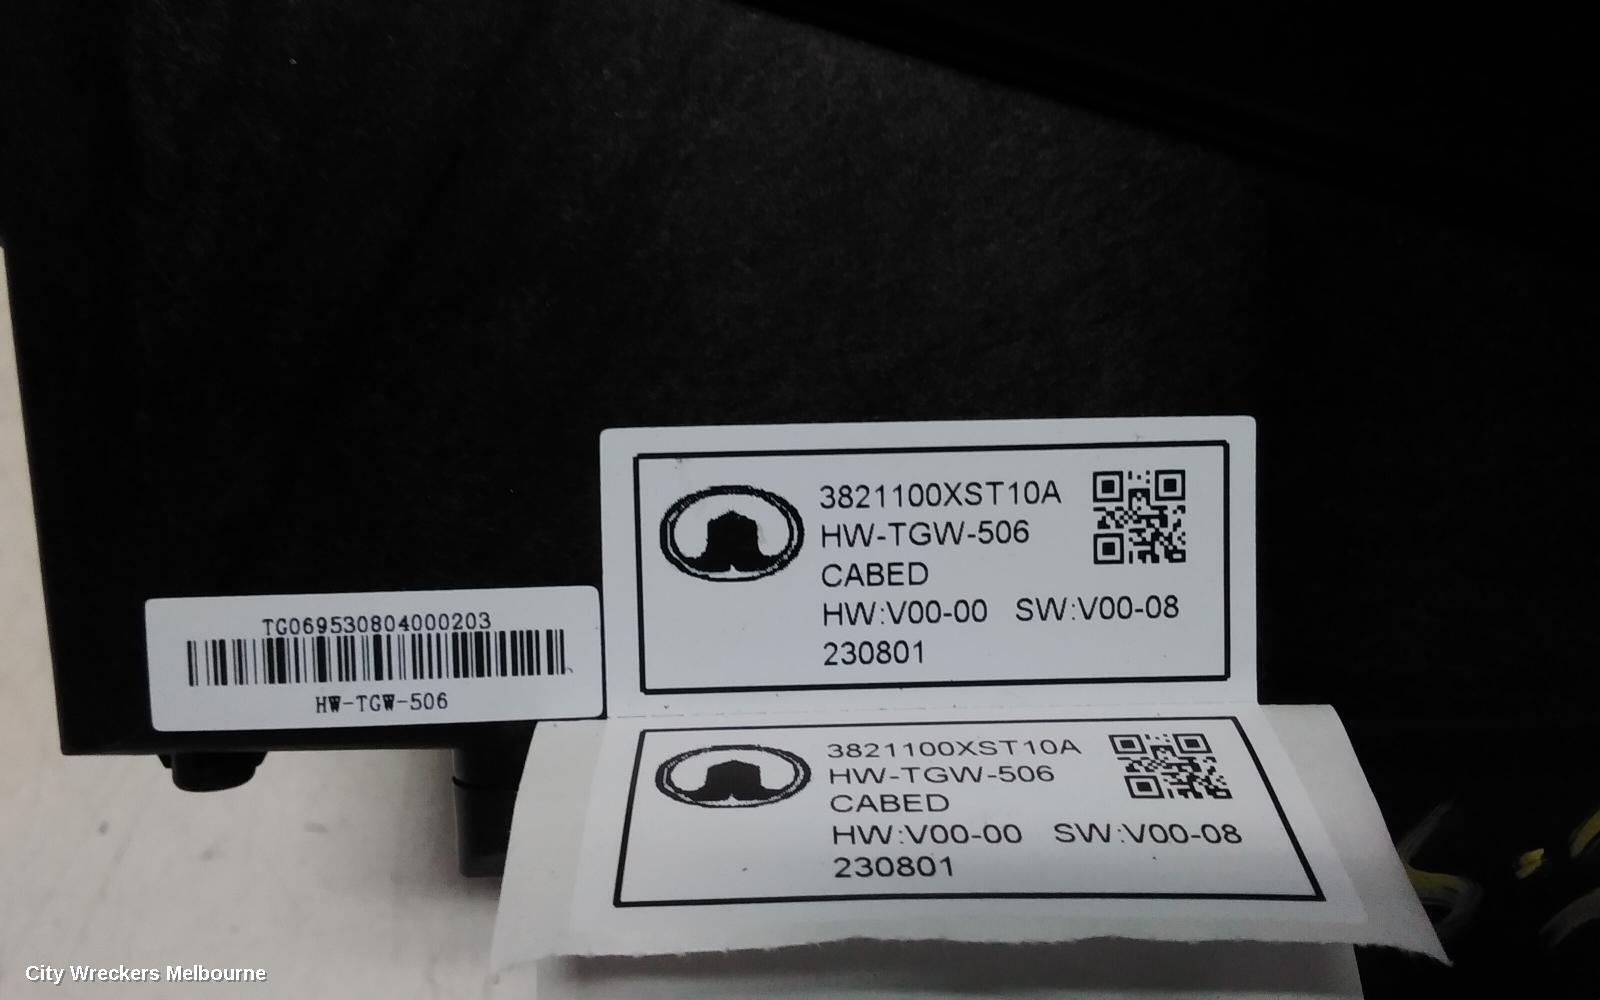 TG069530804000203
HW-TGW-506
3821100XST10A
HW-TGW-506
CABED
HW:V00-00 SW:V00-08
230801
3821100XST10A
HW-TGW-506
CABED
HW:V00-00 SW:V00-08
230801
City Wreckers Melbourne